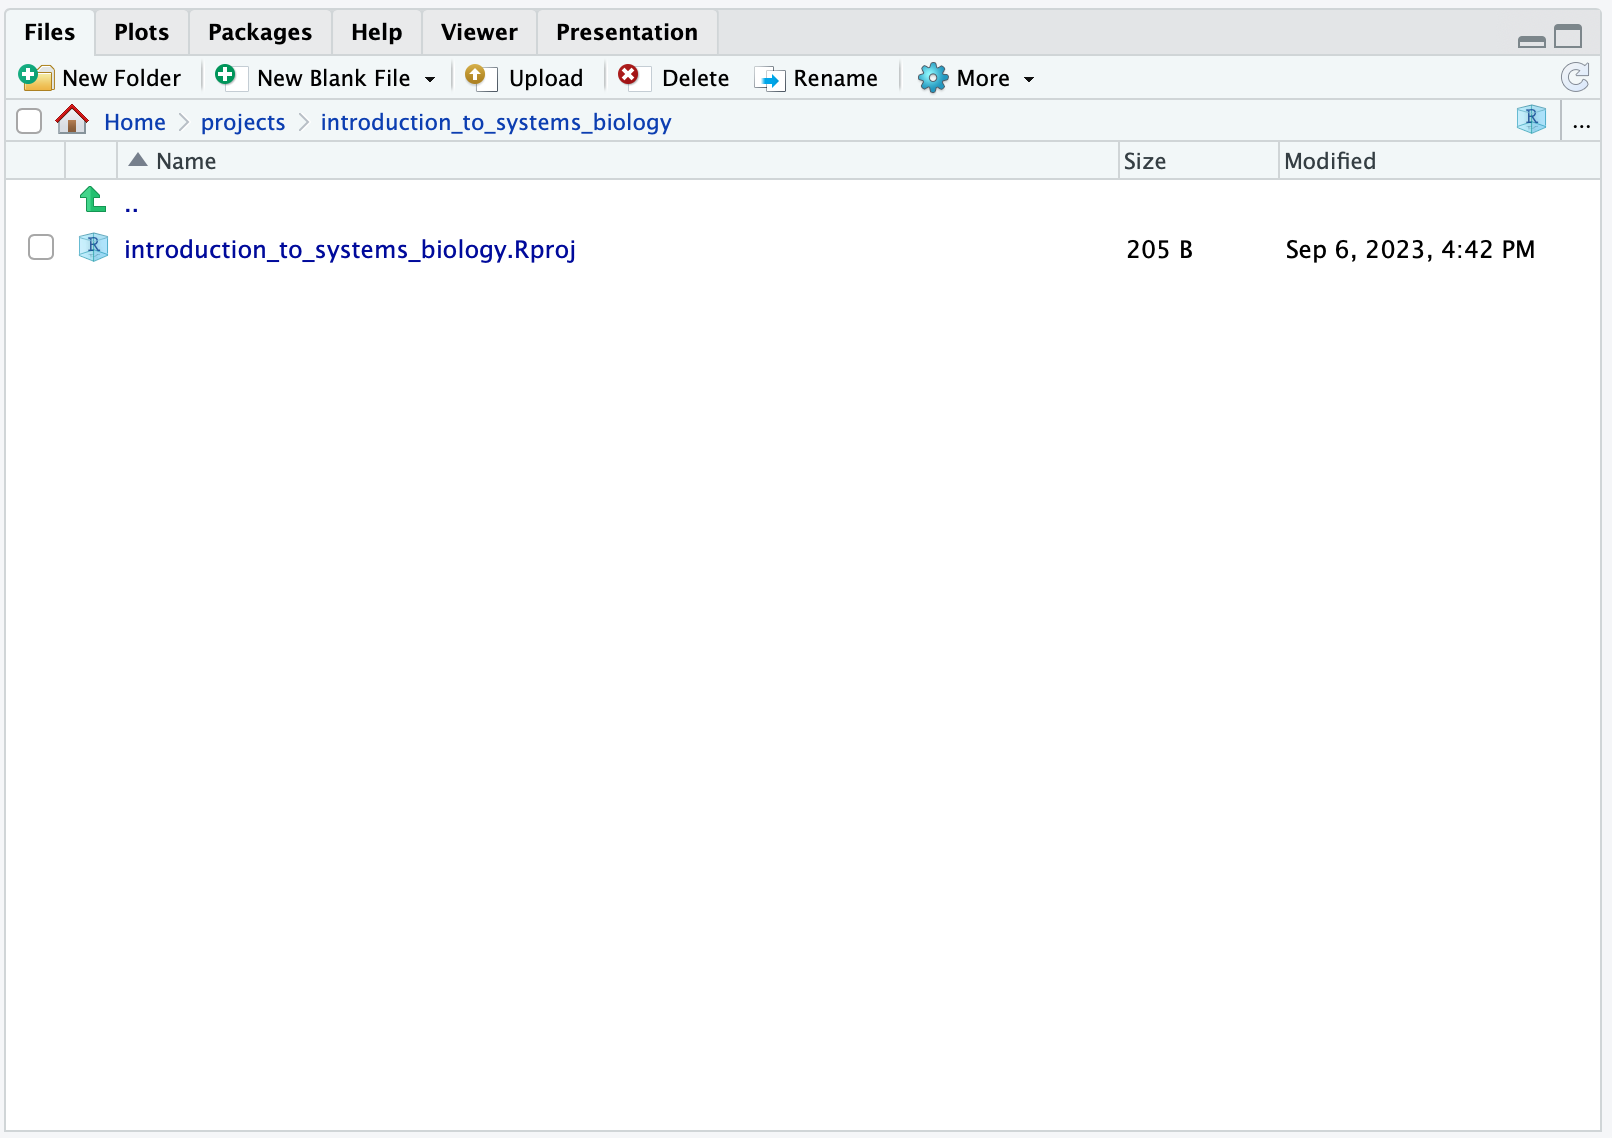 Files Plots Packages Help Viewer Presentation
New Folder New Blank File Upload Delete Rename More
Home projects introduction_to_systems_biology R ...
Name Size Modified
..
R introduction_to_systems_biology.Rproj 205 B Sep 6, 2023, 4:42 PM